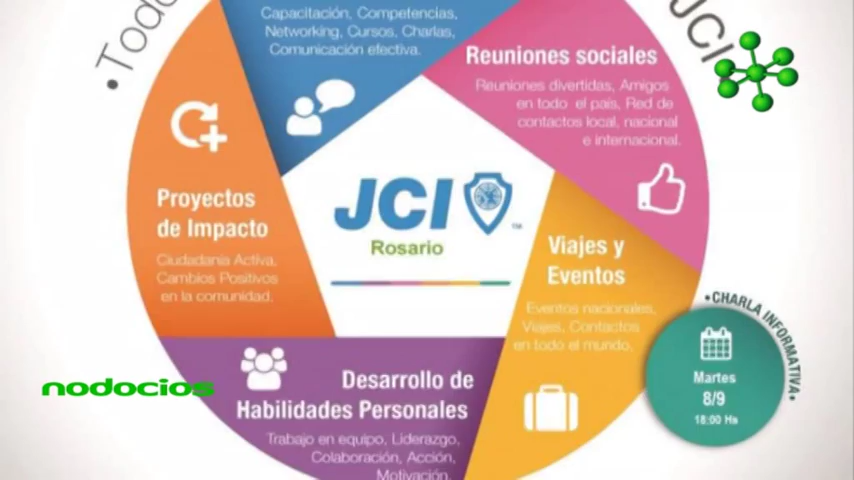 •Todo
JCI•
Capacitación, Competencias,
Networking, Cursos, Charlas,
Comunicación efectiva.
Reuniones sociales
Reuniones divertidas, Amigos
en todo el país, Red de
contactos local, nacional
e internacional.
Proyectos
de Impacto
Ciudadanía Activa,
Cambios Positivos
en la comunidad.
JCI
TM
Rosario
Viajes y
Eventos
Eventos nacionales,
Viajes, Contactos
en todo el mundo.
•CHARLA INFORMATIVA•
Martes
8/9
18:00 Hs
nodocios
Desarrollo de
Habilidades Personales
Trabajo en equipo, Liderazgo,
Colaboración, Acción,
Motivación.